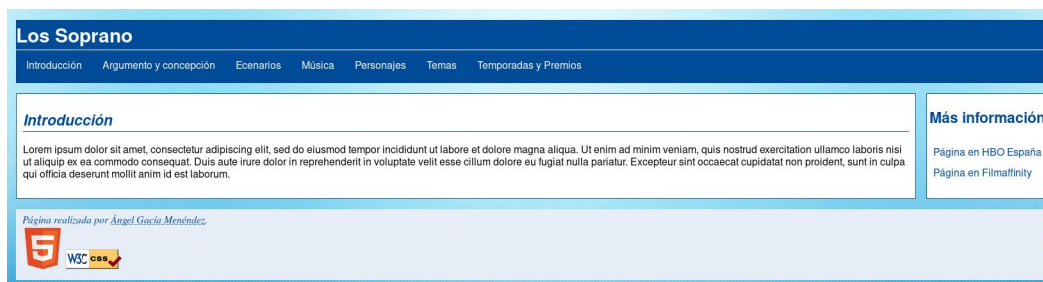 Los Soprano
Introducción Argumento y concepción Ecenarios Música Personajes Temas Temporadas y Premios
Introducción
Lorem ipsum dolor sit amet, consectetur adipiscing elit, sed do eiusmod tempor incididunt ut labore et dolore magna aliqua. Ut enim ad minim veniam, quis nostrud exercitation ullamco laboris nisi
ut aliquip ex ea commodo consequat. Duis aute irure dolor in reprehenderit in voluptate velit esse cillum dolore eu fugiat nulla pariatur. Excepteur sint occaecat cupidatat non proident, sunt in culpa
qui officia deserunt mollit anim id est laborum.
Más información
Página en HBO España
Página en Filmaffinity
Página realizada por Ángel Gacía Menéndez.
5
W3C css